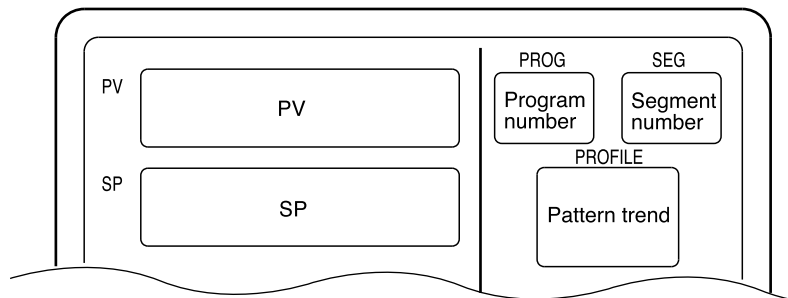 PV
PV
SP
SP
PROG
SEG
Program
number
Segment
number
PROFILE
Pattern trend